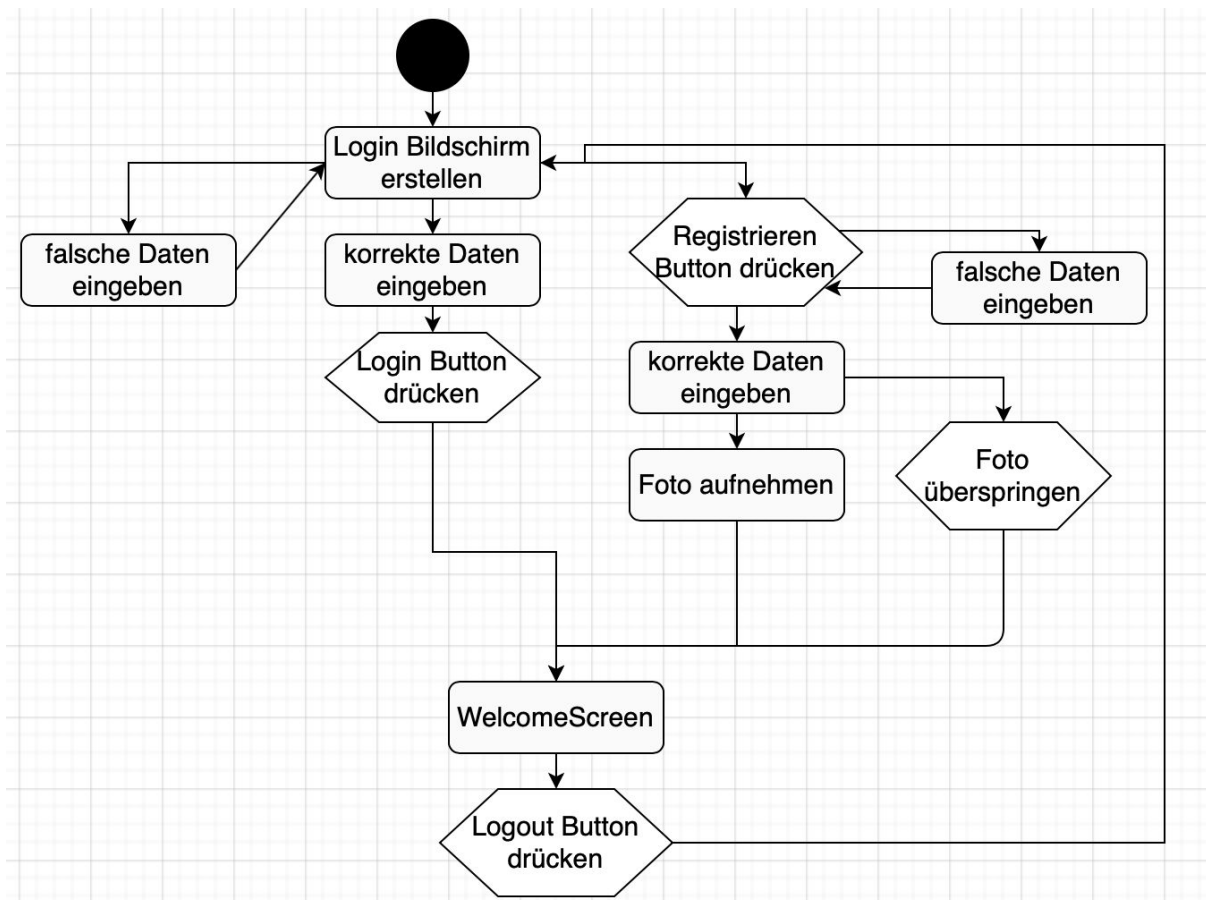 Login Bildschirm
erstellen
falsche Daten
eingeben
korrekte Daten
eingeben
Registrieren
Button drücken
falsche Daten
eingeben
Login Button
drücken
korrekte Daten
eingeben
Foto aufnehmen
Foto
überspringen
WelcomeScreen
Logout Button
drücken